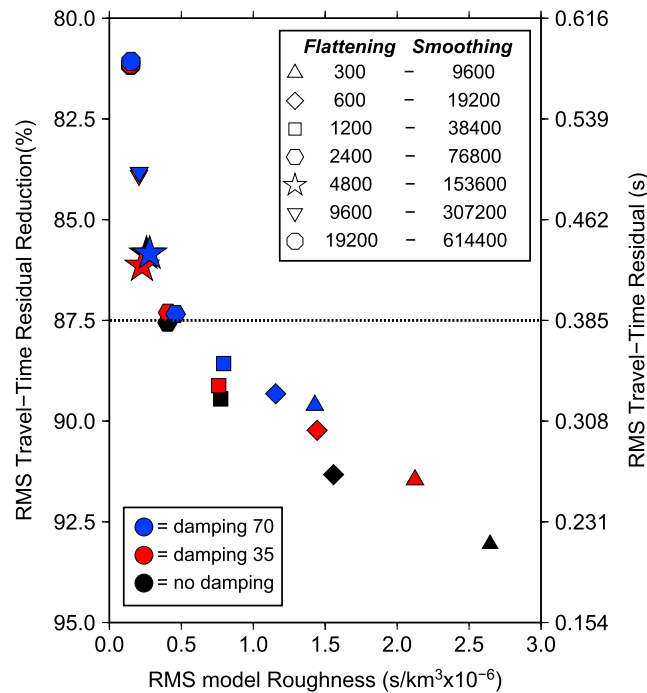 80.0
82.5
85.0
87.5
90.0
92.5
95.0
RMS Travel−Time Residual Reduction(%)
Flattening − Smoothing
300 − 9600
600 − 19200
1200 − 38400
2400 − 76800
4800 − 153600
9600 − 307200
19200 − 614400
= damping 70
= damping 35
= no damping
0.616
0.539
0.462
0.385
0.308
0.231
0.154
RMS Travel−Time Residual (s)
0.0 0.5 1.0 1.5 2.0 2.5 3.0
RMS model Roughness (s/km³x10⁻⁶)